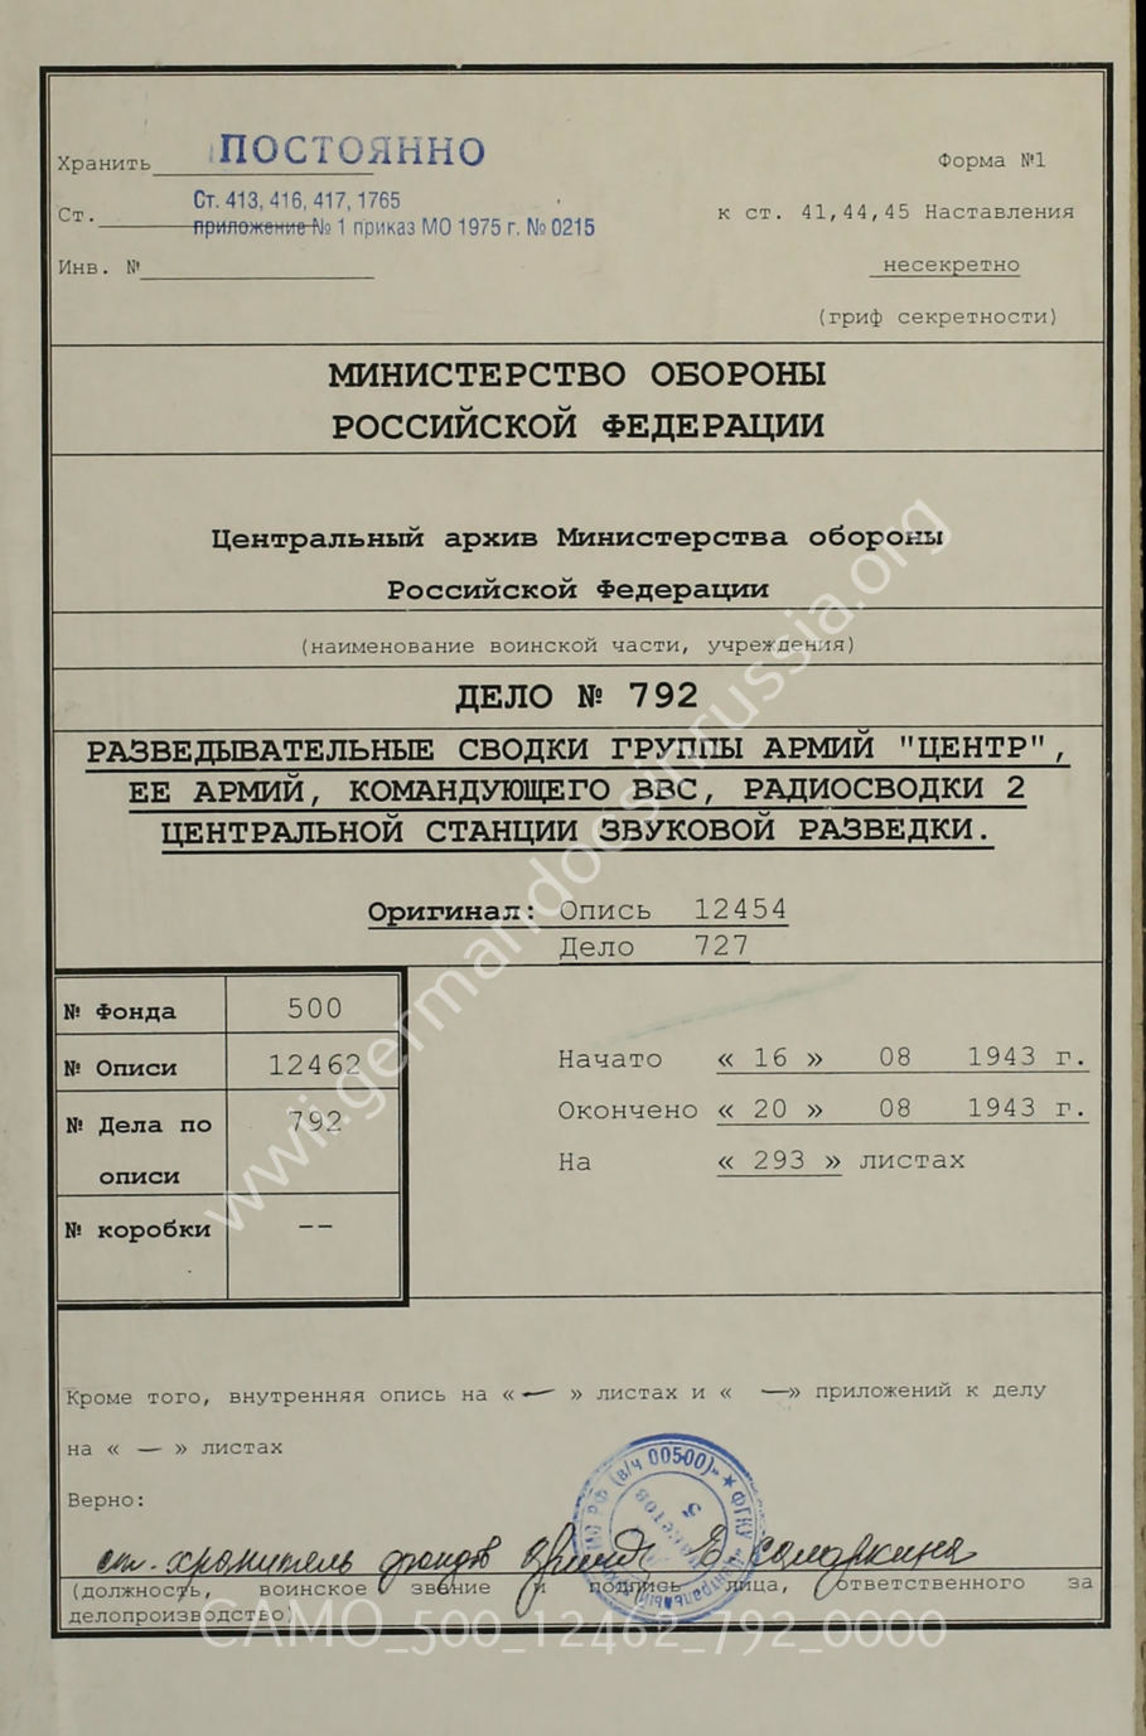 Хранить ПОСТОЯННО
Форма №1
Ст. 413, 416, 417, 1765
Ст.
приложение № 1 приказ МО 1975 г. № 0215
к ст. 41,44,45 Наставления
Инв. №
несекретно
(гриф секретности)
МИНИСТЕРСТВО ОБОРОНЫ
РОССИЙСКОЙ ФЕДЕРАЦИИ
Центральный архив Министерства обороны
Российской Федерации
(наименование воинской части, учреждения)
ДЕЛО № 792
РАЗВЕДЫВАТЕЛЬНЫЕ СВОДКИ ГРУППЫ АРМИЙ "ЦЕНТР",
ЕЕ АРМИЙ, КОМАНДУЮЩЕГО ВВС, РАДИОСВОДКИ 2
ЦЕНТРАЛЬНОЙ СТАНЦИИ ЗВУКОВОЙ РАЗВЕДКИ.
Оригинал: Опись 12454
Дело 727
№ Фонда 500
№ Описи 12462
№ Дела по описи 792
№ коробки --
Начато « 16 » 08 1943 г.
Окончено « 20 » 08 1943 г.
На « 293 » листах
Кроме того, внутренняя опись на « — » листах и « — » приложений к делу
на « — » листах
Верно:
ст. хранитель фондов Е. Самаркина
(должность, воинское звание и подпись лица, ответственного за
делопроизводство)
РФ (в/ч 00500)» ★ ФГКУ «Центральный
5
www.germandocsinrussia.org
CAMO_500_12462_792_0000